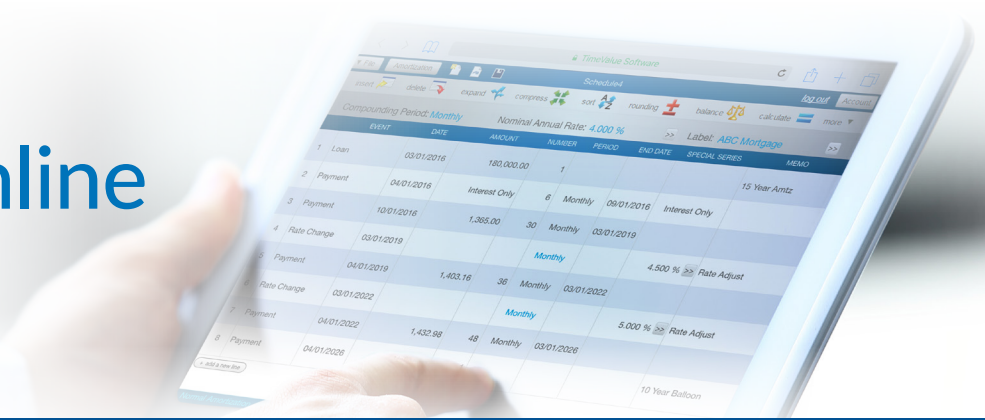 nline
TimeValue Software
File Amortization Schedule4 log out Account
insert delete expand compress sort rounding balance calculate more
Compounding Period: Monthly Nominal Annual Rate: 4.000 % >> Label: ABC Mortgage >>
EVENT DATE AMOUNT NUMBER PERIOD END DATE SPECIAL SERIES MEMO
1 Loan 03/01/2016 180,000.00 1 15 Year Amtz
2 Payment 04/01/2016 Interest Only 6 Monthly 09/01/2016 Interest Only
3 Payment 10/01/2016 1,365.00 30 Monthly 03/01/2019
4 Rate Change 03/01/2019 Monthly 4.500 % >> Rate Adjust
5 Payment 04/01/2019 1,403.16 36 Monthly 03/01/2022
6 Rate Change 03/01/2022 Monthly 5.000 % >> Rate Adjust
7 Payment 04/01/2022 1,432.98 48 Monthly 03/01/2026
8 Payment 04/01/2026 10 Year Balloon
+ add a new line